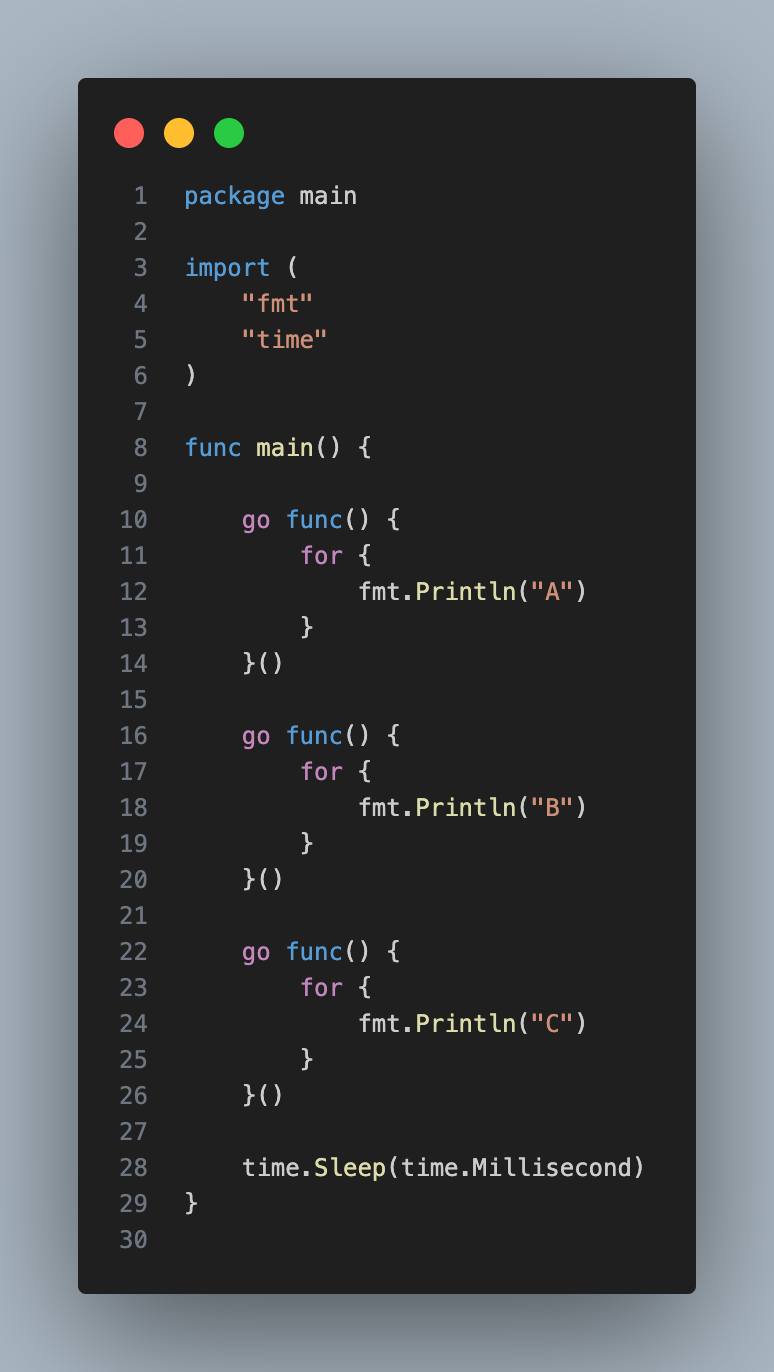 1 package main
2
3 import (
4     "fmt"
5     "time"
6 )
7
8 func main() {
9
10     go func() {
11         for {
12             fmt.Println("A")
13         }
14     }()
15
16     go func() {
17         for {
18             fmt.Println("B")
19         }
20     }()
21
22     go func() {
23         for {
24             fmt.Println("C")
25         }
26     }()
27
28     time.Sleep(time.Millisecond)
29 }
30